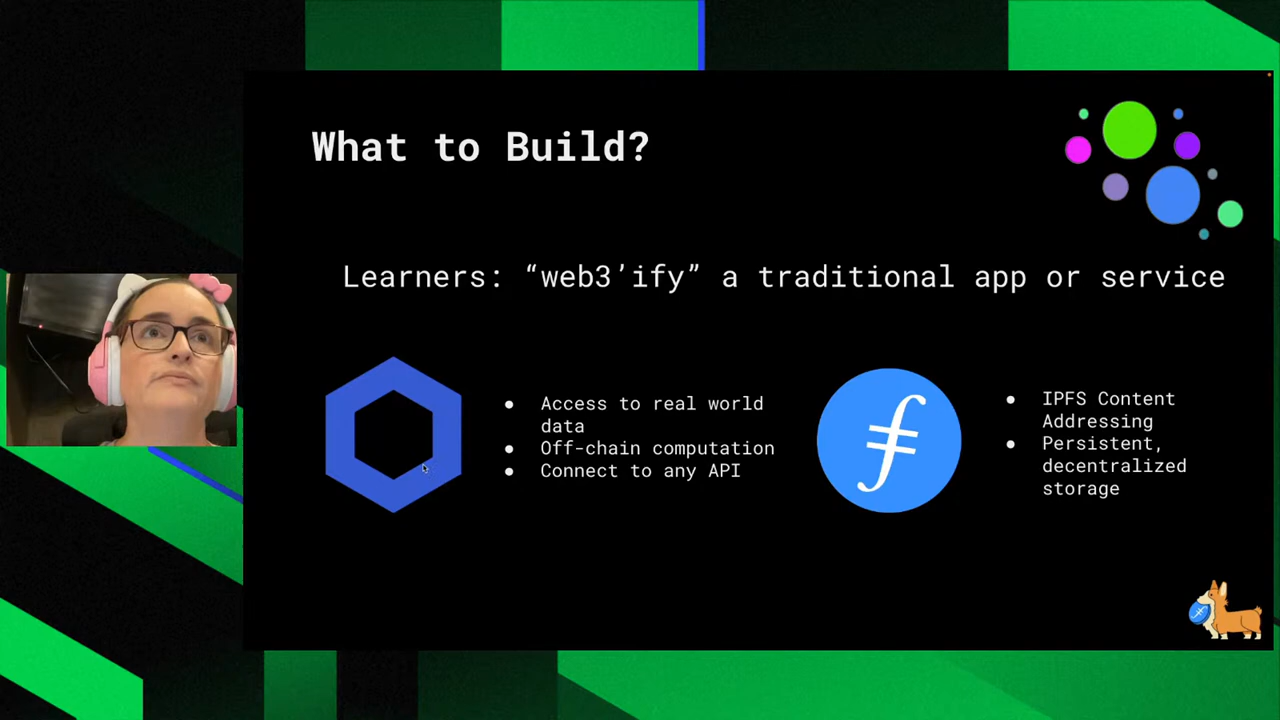 What to Build?
Learners: “web3’ify” a traditional app or service
● Access to real world
data
● Off-chain computation
● Connect to any API
● IPFS Content
Addressing
● Persistent,
decentralized
storage